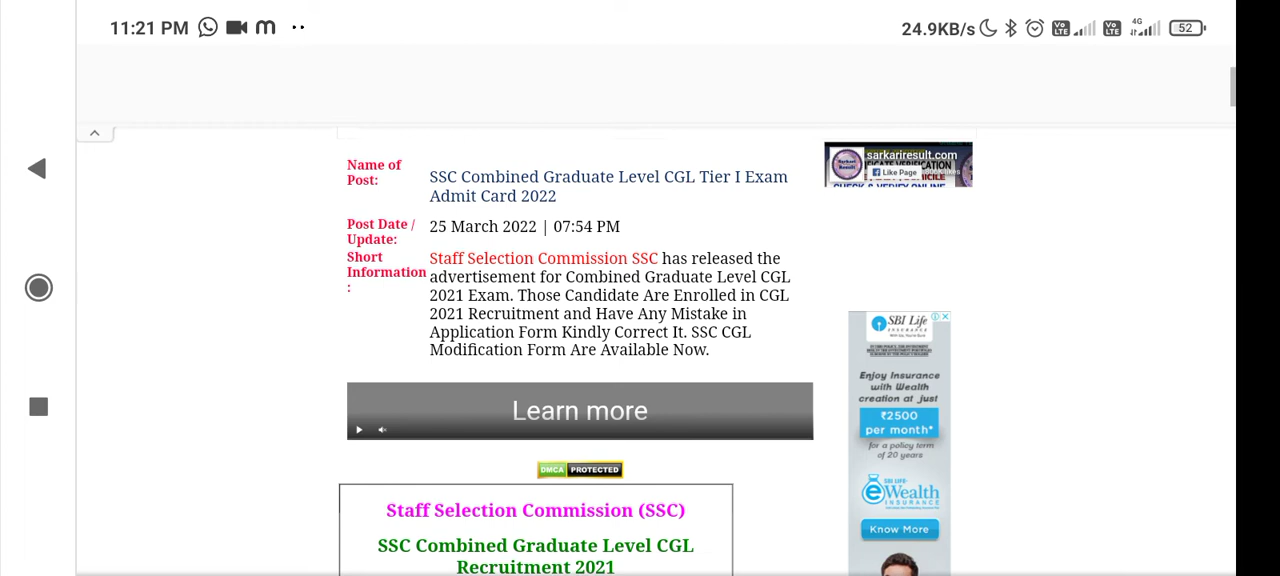 11:21 PM
24.9KB/s
Vo LTE
Vo LTE
4G
52
Name of Post:
SSC Combined Graduate Level CGL Tier I Exam
Admit Card 2022
Post Date /
Update:
25 March 2022 | 07:54 PM
Short
Information
:
Staff Selection Commission SSC has released the
advertisement for Combined Graduate Level CGL
2021 Exam. Those Candidate Are Enrolled in CGL
2021 Recruitment and Have Any Mistake in
Application Form Kindly Correct It. SSC CGL
Modification Form Are Available Now.
Learn more
DMCA PROTECTED
Staff Selection Commission (SSC)
SSC Combined Graduate Level CGL
Recruitment 2021
sarkariresult.com
Like Page
SBI Life
INSURANCE
Enjoy Insurance
with Wealth
creation at just
₹2500
per month*
for a policy term
of 20 years
SBI LIFE
eWealth
INSURANCE
Know More